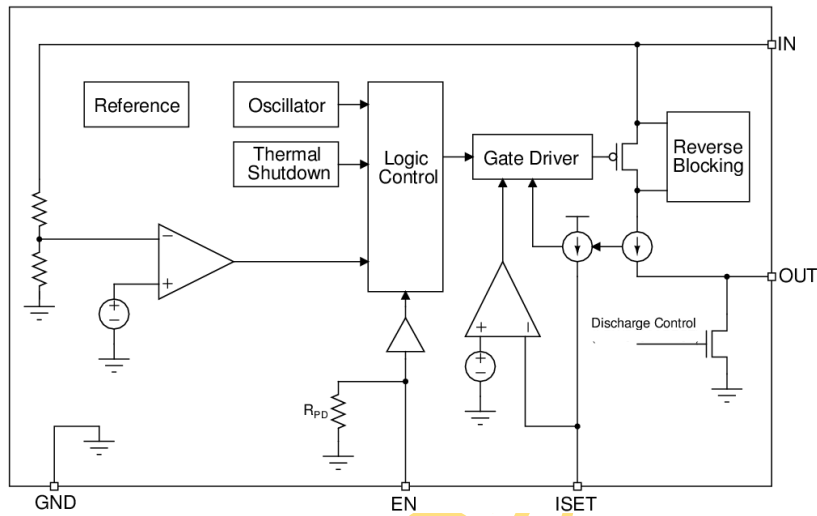 IN
Reference
Oscillator
Thermal
Shutdown
Logic
Control
Gate Driver
Reverse
Blocking
−
+
+
−
+
−
+
−
OUT
Discharge Control
RPD
GND
EN
ISET